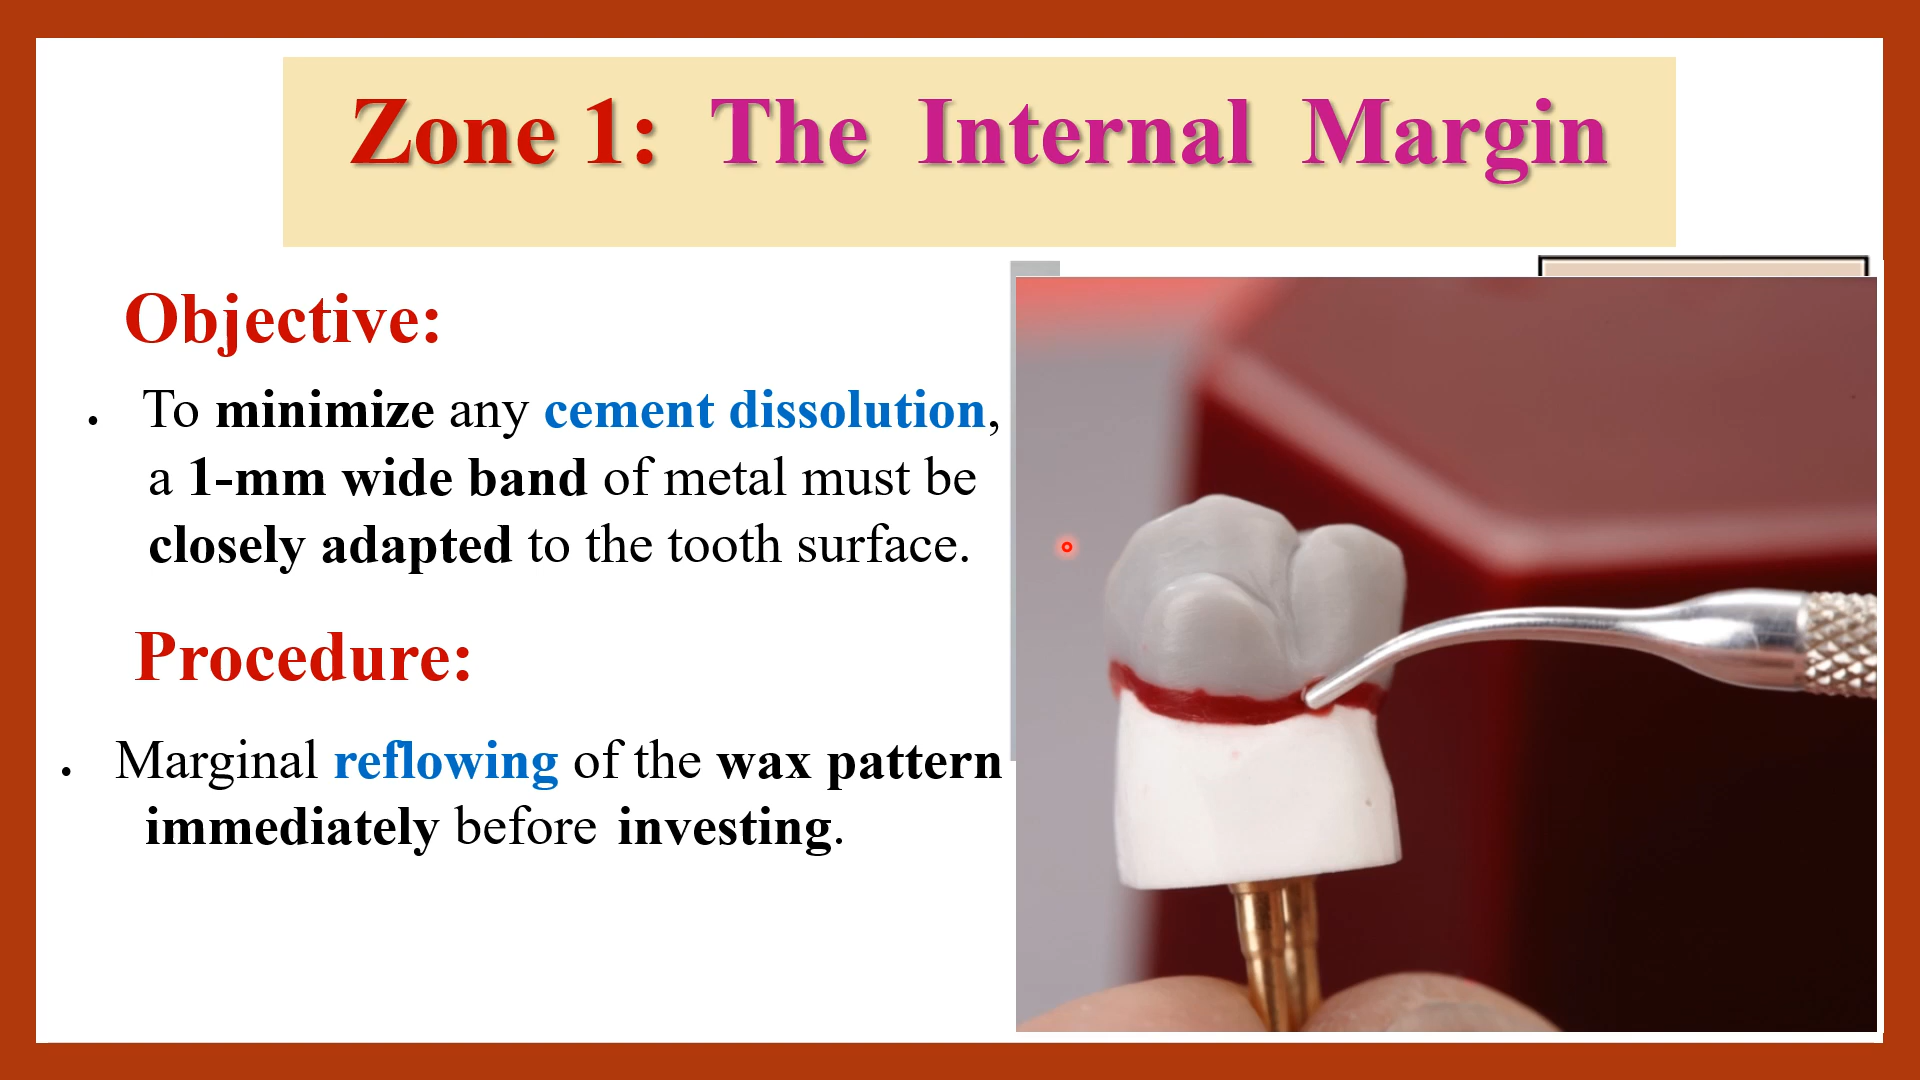 Zone 1: The Internal Margin
Objective:
• To minimize any cement dissolution,
a 1-mm wide band of metal must be
closely adapted to the tooth surface.
Procedure:
• Marginal reflowing of the wax pattern
immediately before investing.